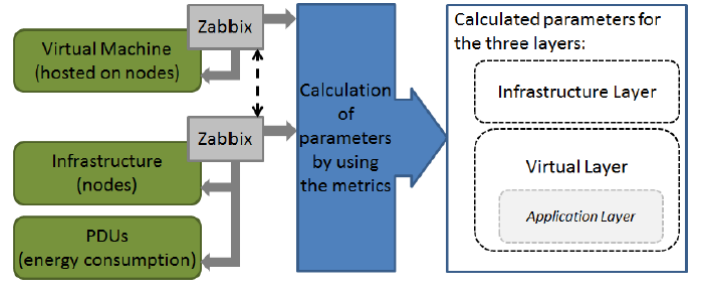 Zabbix
Virtual Machine
(hosted on nodes)
Zabbix
Infrastructure
(nodes)
PDUs
(energy consumption)
Calculation
of
parameters
by using
the metrics
Calculated parameters for
the three layers:
Infrastructure Layer
Virtual Layer
Application Layer